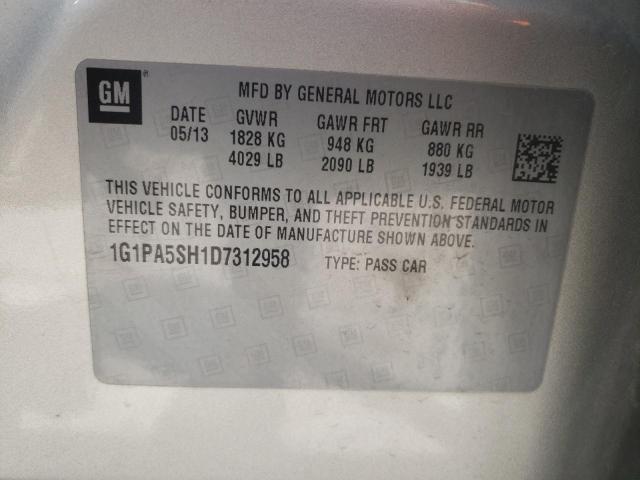 GM
MFD BY GENERAL MOTORS LLC
DATE GVWR GAWR FRT GAWR RR
05/13 1828 KG 948 KG 880 KG
4029 LB 2090 LB 1939 LB
THIS VEHICLE CONFORMS TO ALL APPLICABLE U.S. FEDERAL MOTOR
VEHICLE SAFETY, BUMPER, AND THEFT PREVENTION STANDARDS IN
EFFECT ON THE DATE OF MANUFACTURE SHOWN ABOVE.
1G1PA5SH1D7312958 TYPE: PASS CAR